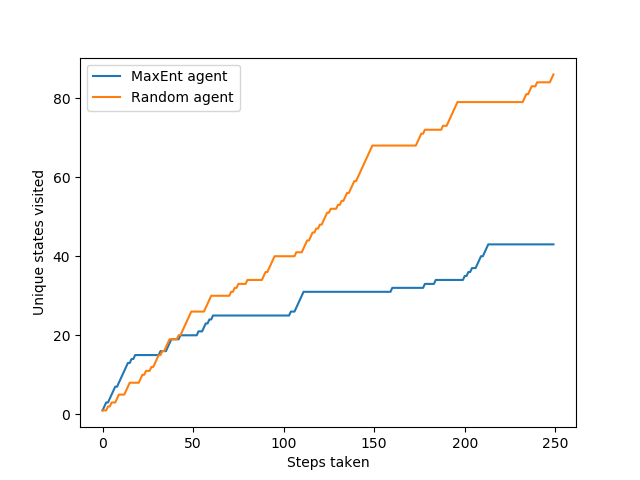 MaxEnt agent
Random agent
Unique states visited
80
60
40
20
0
0 50 100 150 200 250
Steps taken